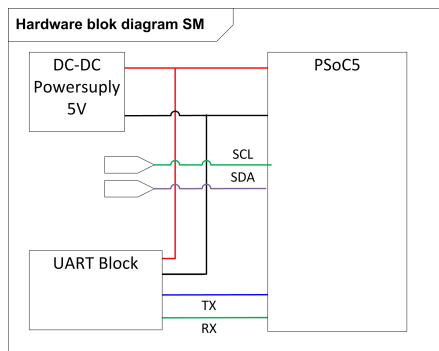 Hardware blok diagram SM
DC-DC
Powersuply
5V
PSoC5
SCL
SDA
UART Block
TX
RX